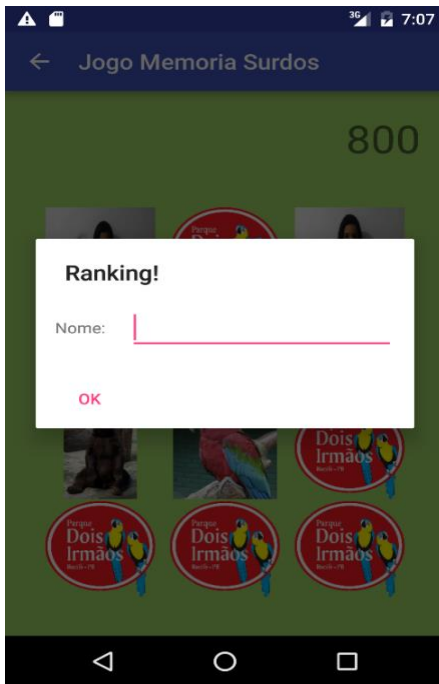 3G 7:07
Jogo Memoria Surdos
800
Parque
Ranking!
Nome:
OK
Dois
Irmãos
Recife-PE
Parque
Dois
Irmãos
Recife-PE
Parque
Dois
Irmãos
Recife-PE
Parque
Dois
Irmãos
Recife-PE